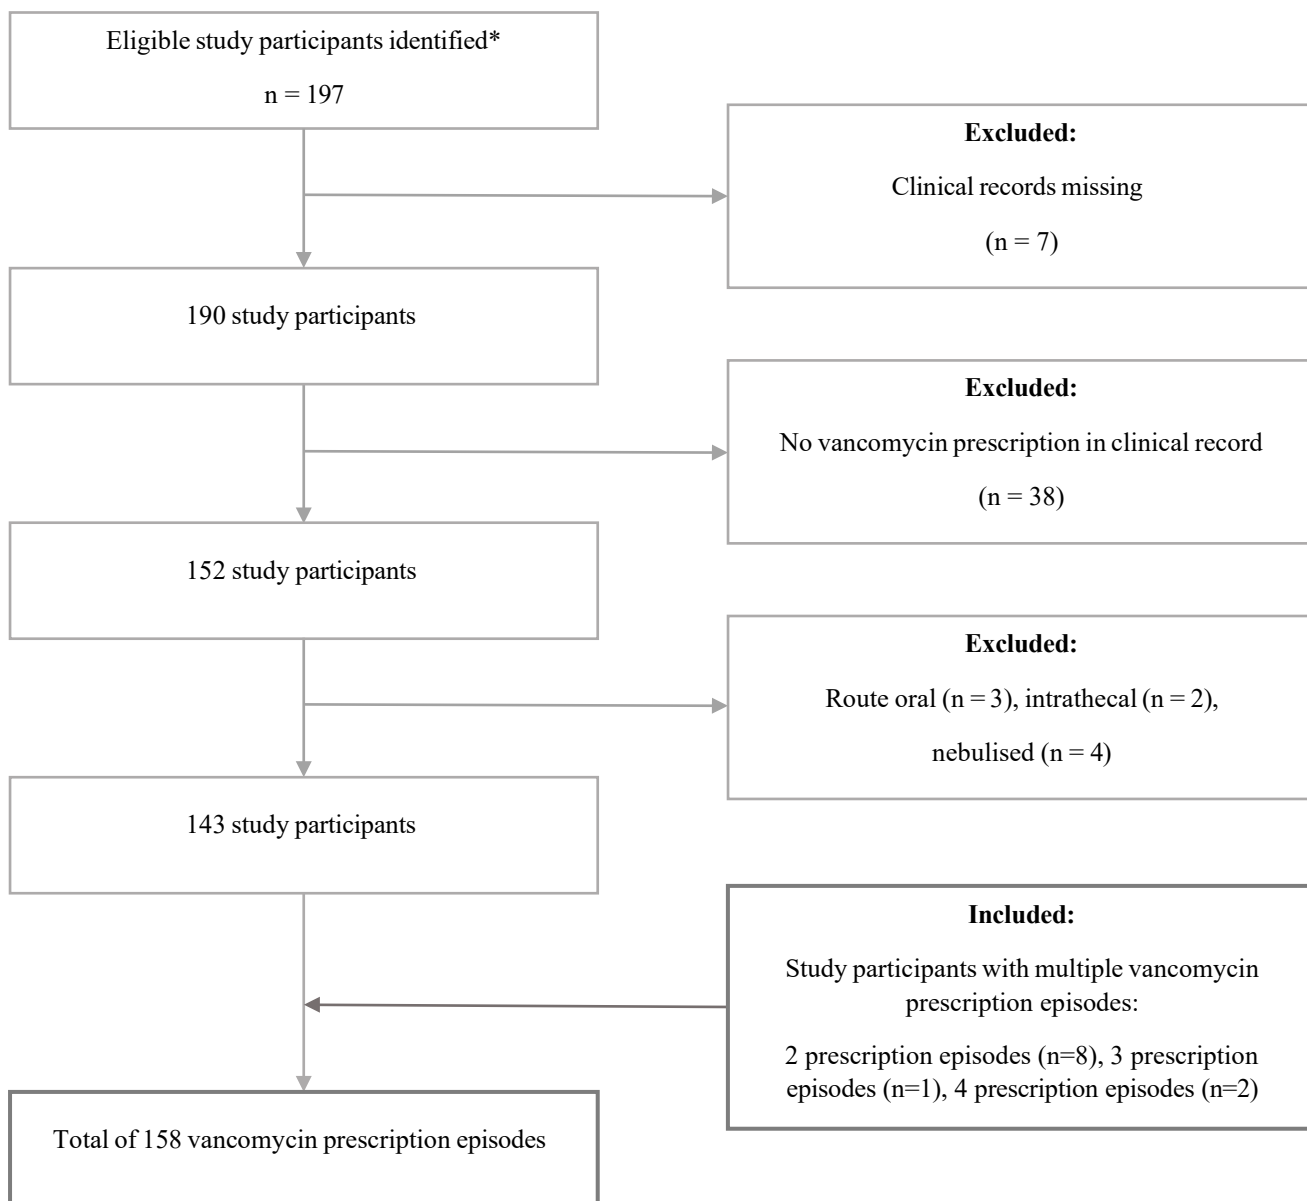 Eligible study participants identified*
n = 197
Excluded:
Clinical records missing
(n = 7)
190 study participants
Excluded:
No vancomycin prescription in clinical record
(n = 38)
152 study participants
Excluded:
Route oral (n = 3), intrathecal (n = 2),
nebulised (n = 4)
143 study participants
Included:
Study participants with multiple vancomycin
prescription episodes:
2 prescription episodes (n=8), 3 prescription
episodes (n=1), 4 prescription episodes (n=2)
Total of 158 vancomycin prescription episodes